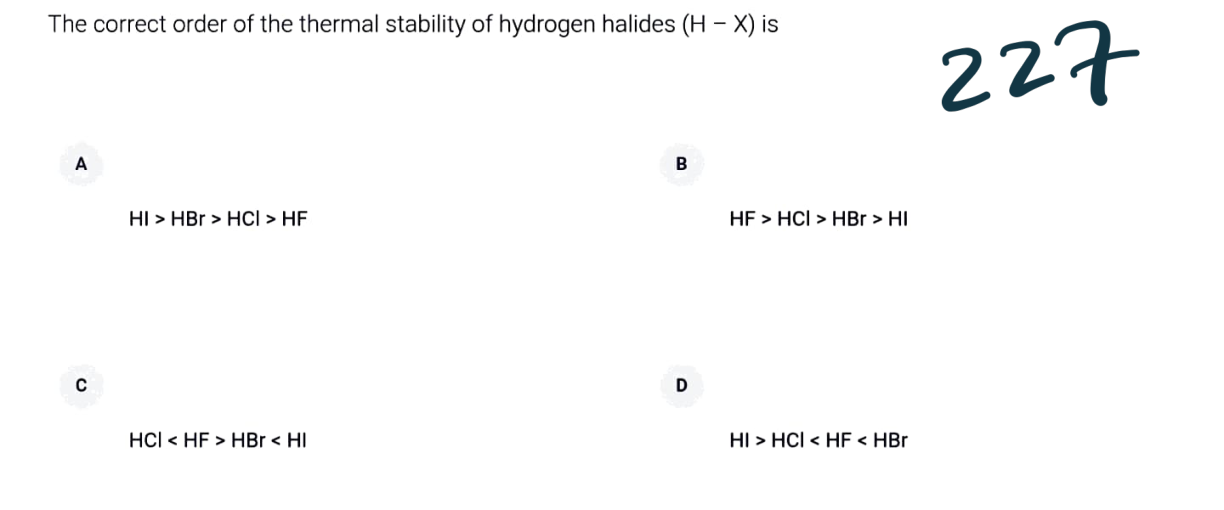 The correct order of the thermal stability of hydrogen halides (H – X) is
227
A
B
HI > HBr > HCl > HF
HF > HCl > HBr > HI
C
D
HCl < HF > HBr < HI
HI > HCl < HF < HBr